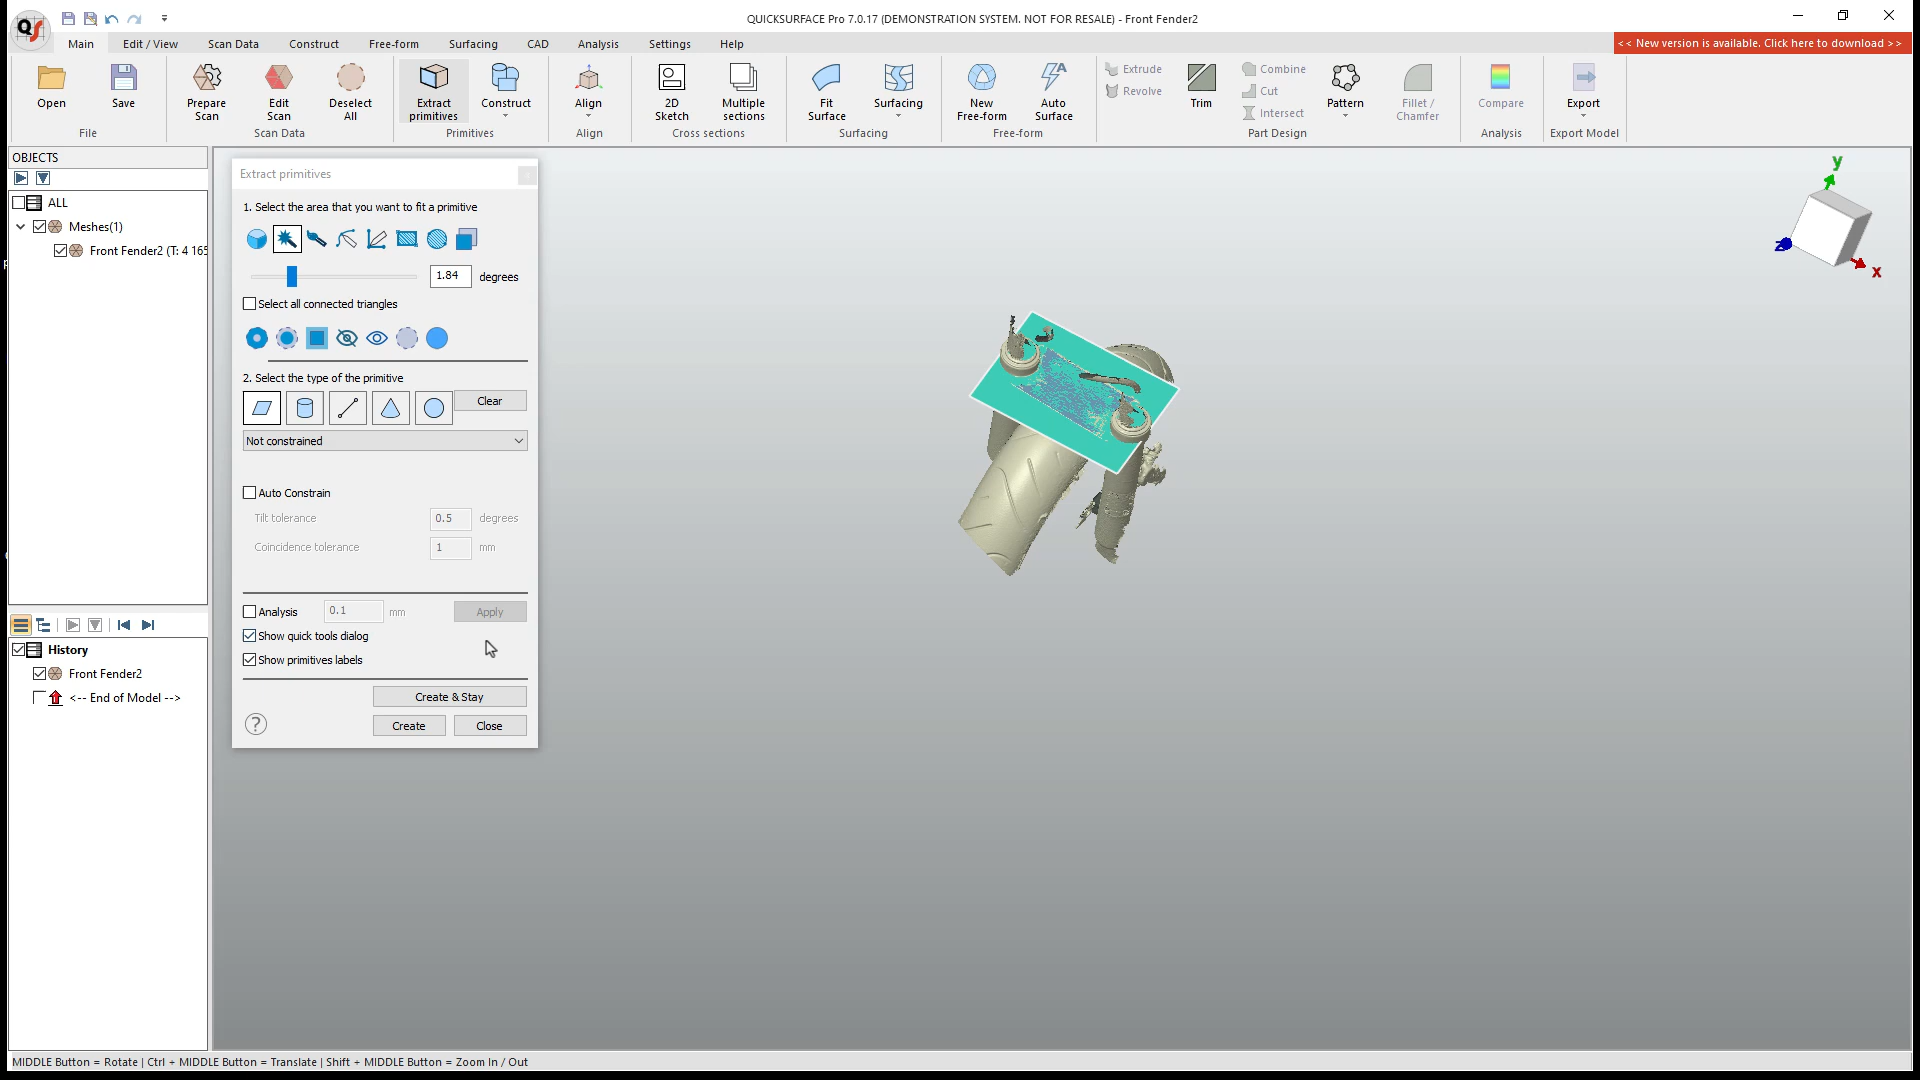 QUICKSURFACE Pro 7.0.17 (DEMONSTRATION SYSTEM. NOT FOR RESALE) - Front Fender2
QS
Main Edit / View Scan Data Construct Free-form Surfacing CAD Analysis Settings Help
<< New version is available. Click here to download >>
Open Save Prepare Scan Edit Scan Deselect All Extract primitives Construct Align 2D Sketch Multiple sections Fit Surface Surfacing New Free-form Auto Surface Extrude Revolve Trim Combine Cut Intersect Pattern Fillet / Chamfer Compare Export
File Scan Data Primitives Align Cross sections Surfacing Free-form Part Design Analysis Export Model
OBJECTS
ALL
Meshes(1)
Front Fender2 (T: 4 165
History
Front Fender2
<-- End of Model -->
Extract primitives
1. Select the area that you want to fit a primitive
1.84 degrees
Select all connected triangles
2. Select the type of the primitive
Clear
Not constrained
Auto Constrain
Tilt tolerance 0.5 degrees
Coincidence tolerance 1 mm
Analysis 0.1 mm Apply
Show quick tools dialog
Show primitives labels
Create & Stay
? Create Close
y
z
x
MIDDLE Button = Rotate | Ctrl + MIDDLE Button = Translate | Shift + MIDDLE Button = Zoom In / Out